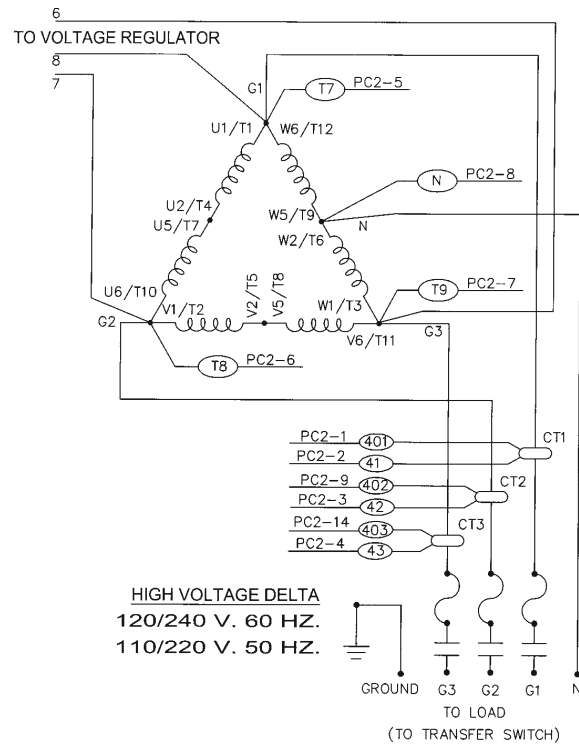 6
TO VOLTAGE REGULATOR
8
7
G1
T7 PC2-5
U1/T1 W6/T12
N PC2-8
U2/T4
U5/T7
W5/T9
W2/T6
N
T9 PC2-7
U6/T10
V1/T2
V2/T5
V5/T8
W1/T3
V6/T11
G2
G3
T8 PC2-6
PC2-1 401
CT1
PC2-2 41
PC2-9 402
CT2
PC2-3 42
PC2-14 403
CT3
PC2-4 43
HIGH VOLTAGE DELTA
120/240 V. 60 HZ.
110/220 V. 50 HZ.
GROUND G3 G2 G1 N
TO LOAD
(TO TRANSFER SWITCH)